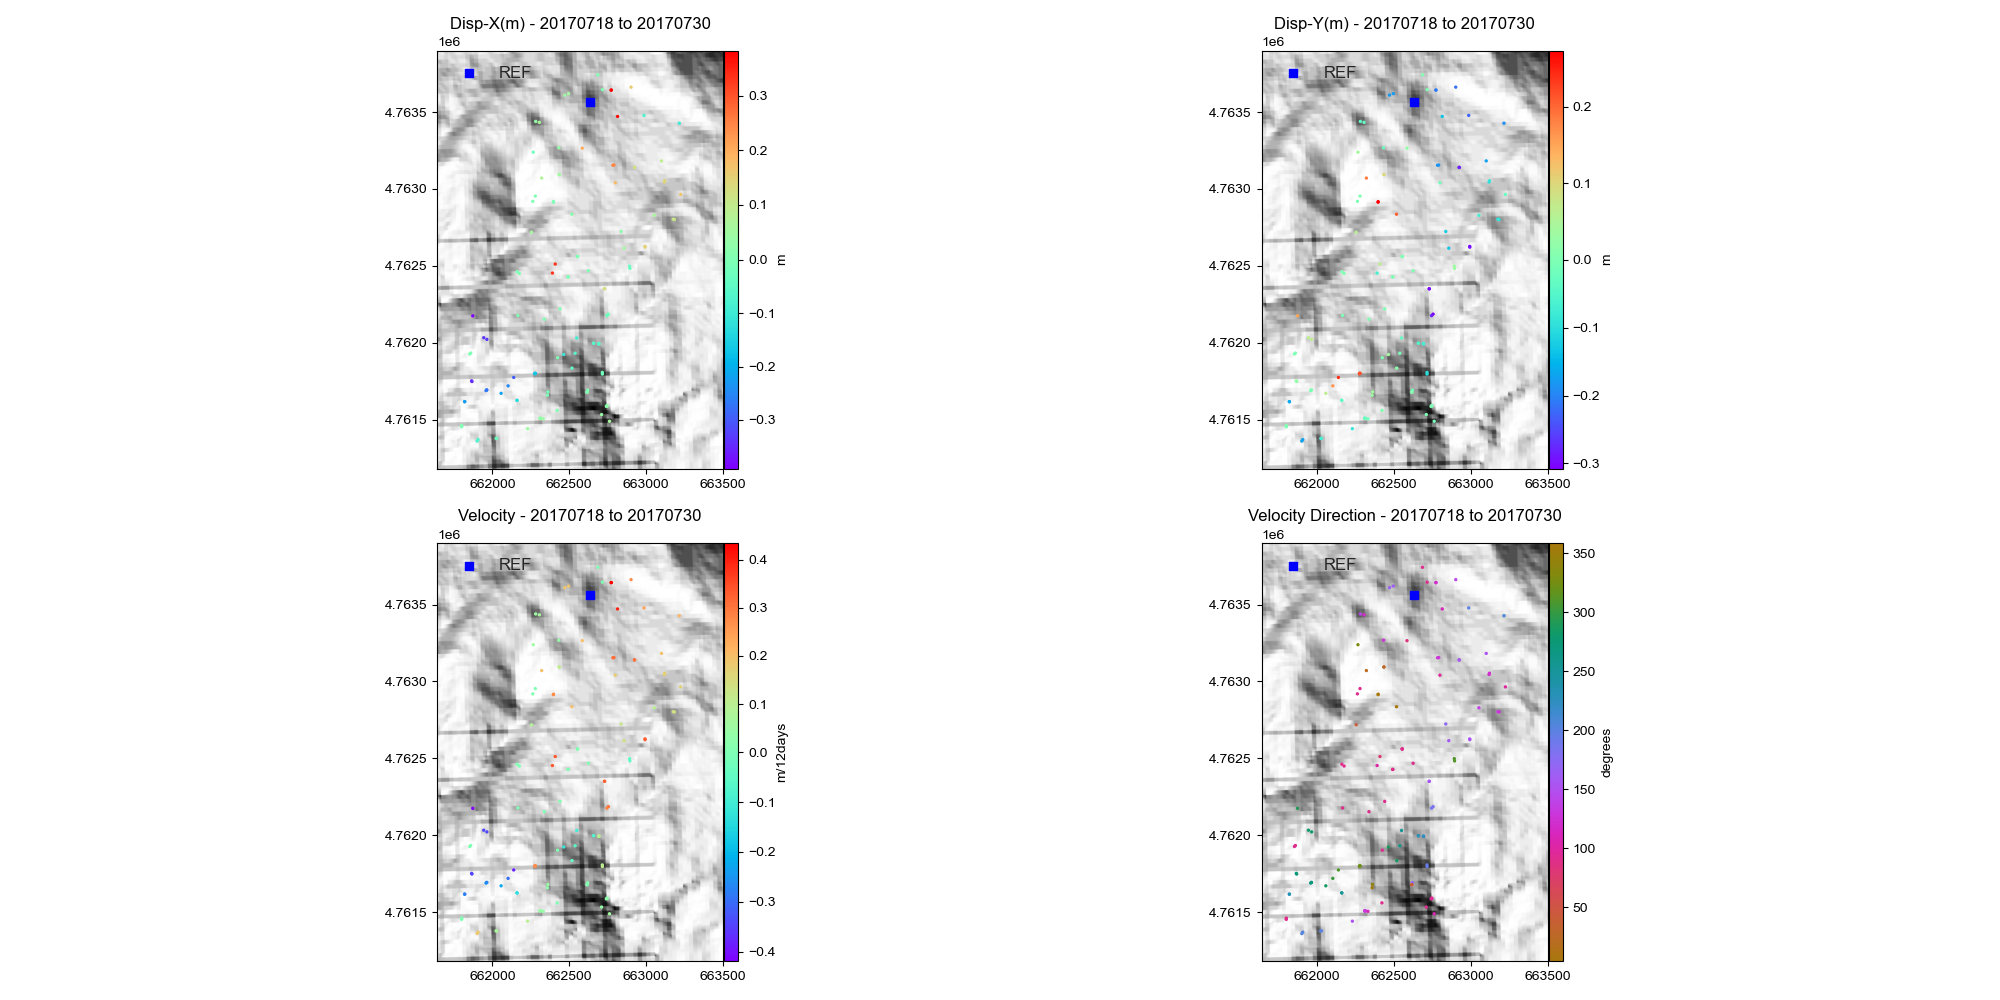 Disp-X(m) - 20170718 to 20170730
1e6
REF
4.7635
4.7630
4.7625
4.7620
4.7615
662000 662500 663000 663500
0.3
0.2
0.1
0.0
−0.1
−0.2
−0.3
m
Disp-Y(m) - 20170718 to 20170730
1e6
REF
4.7635
4.7630
4.7625
4.7620
4.7615
662000 662500 663000 663500
0.2
0.1
0.0
−0.1
−0.2
−0.3
m
Velocity - 20170718 to 20170730
1e6
REF
4.7635
4.7630
4.7625
4.7620
4.7615
662000 662500 663000 663500
0.4
0.3
0.2
0.1
0.0
−0.1
−0.2
−0.3
−0.4
m/12days
Velocity Direction - 20170718 to 20170730
1e6
REF
4.7635
4.7630
4.7625
4.7620
4.7615
662000 662500 663000 663500
350
300
250
200
150
100
50
degrees